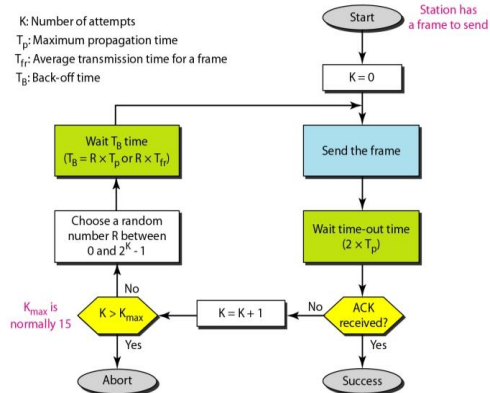 K: Number of attempts
Tp: Maximum propagation time
Tfr: Average transmission time for a frame
TB: Back-off time
Start
Station has
a frame to send
K = 0
Wait TB time
(TB = R × Tp or R × Tfr)
Send the frame
Choose a random
number R between
0 and 2^K - 1
Wait time-out time
(2 × Tp)
No
Kmax is
normally 15
K > Kmax
K = K + 1
No
ACK
received?
Yes
Yes
Abort
Success